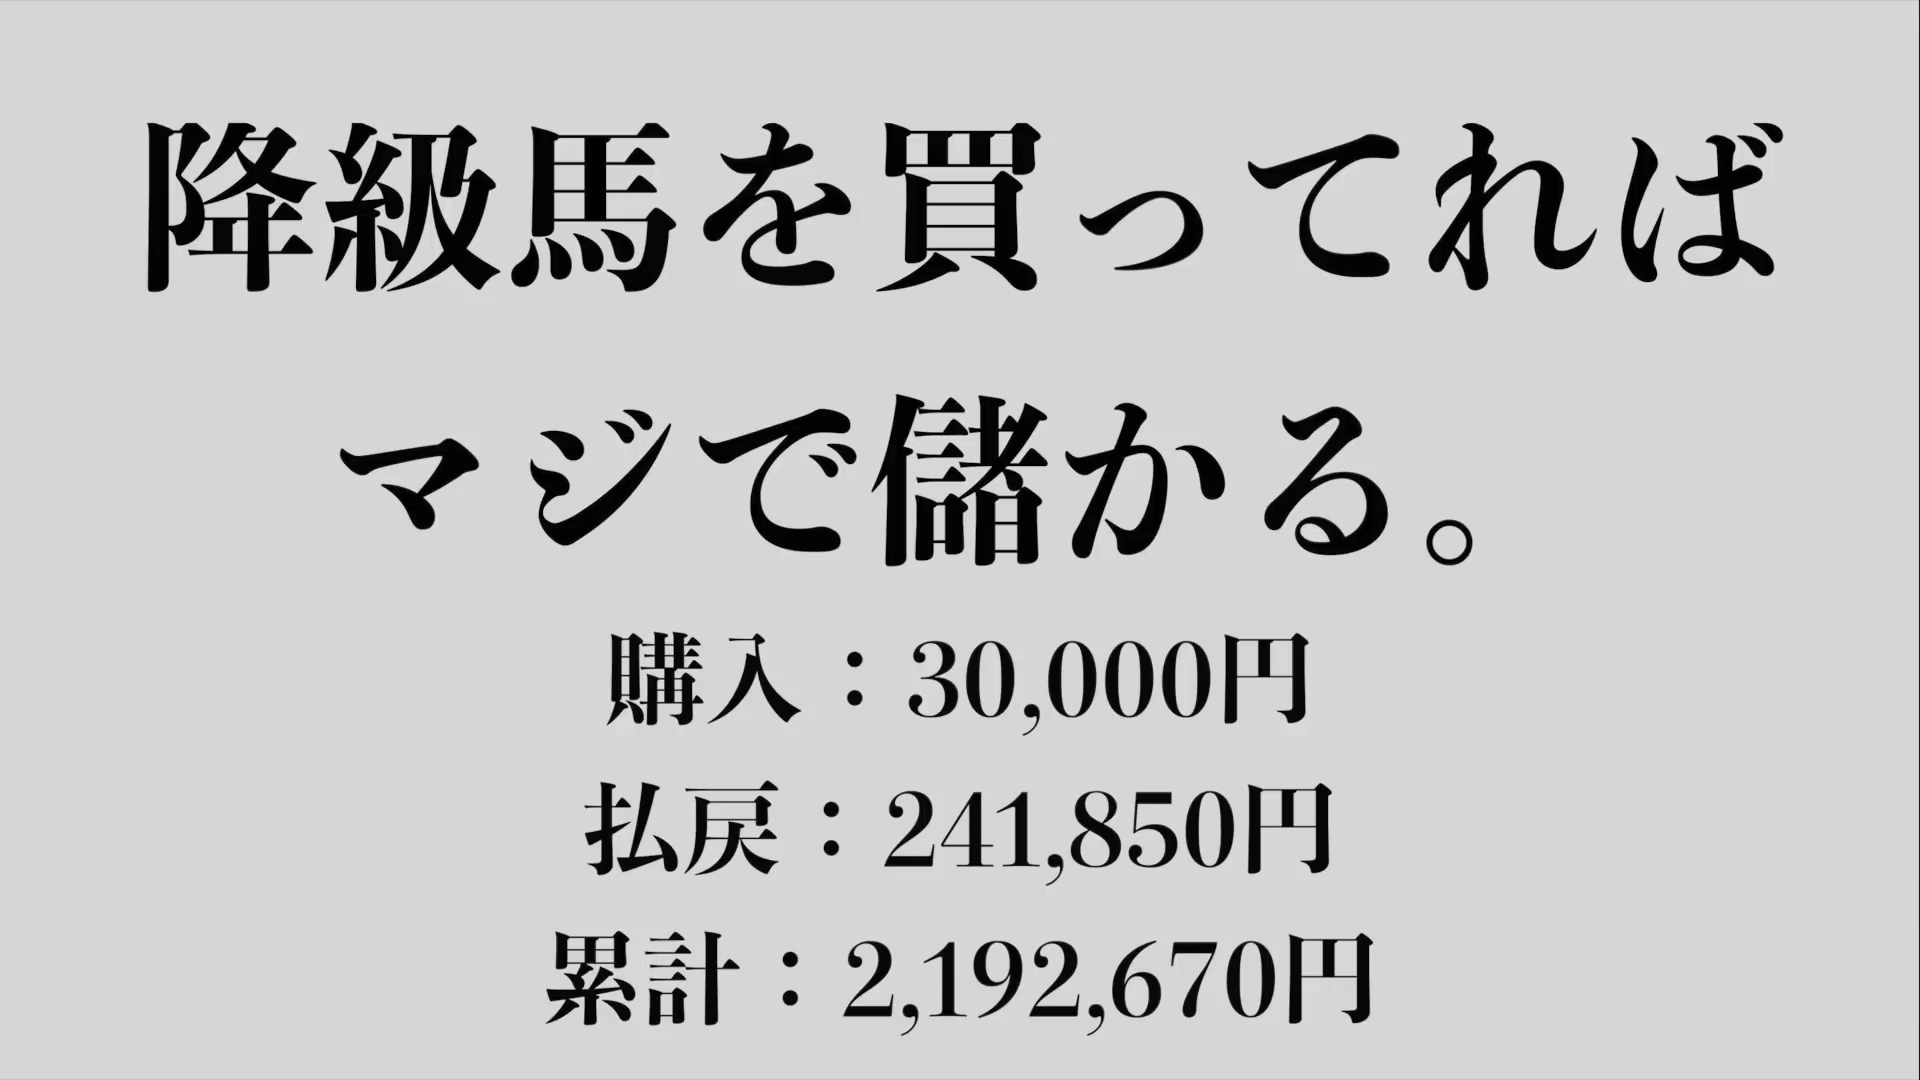 降級馬を買ってれば
マジで儲かる。
購入：30,000円
払戻：241,850円
累計：2,192,670円